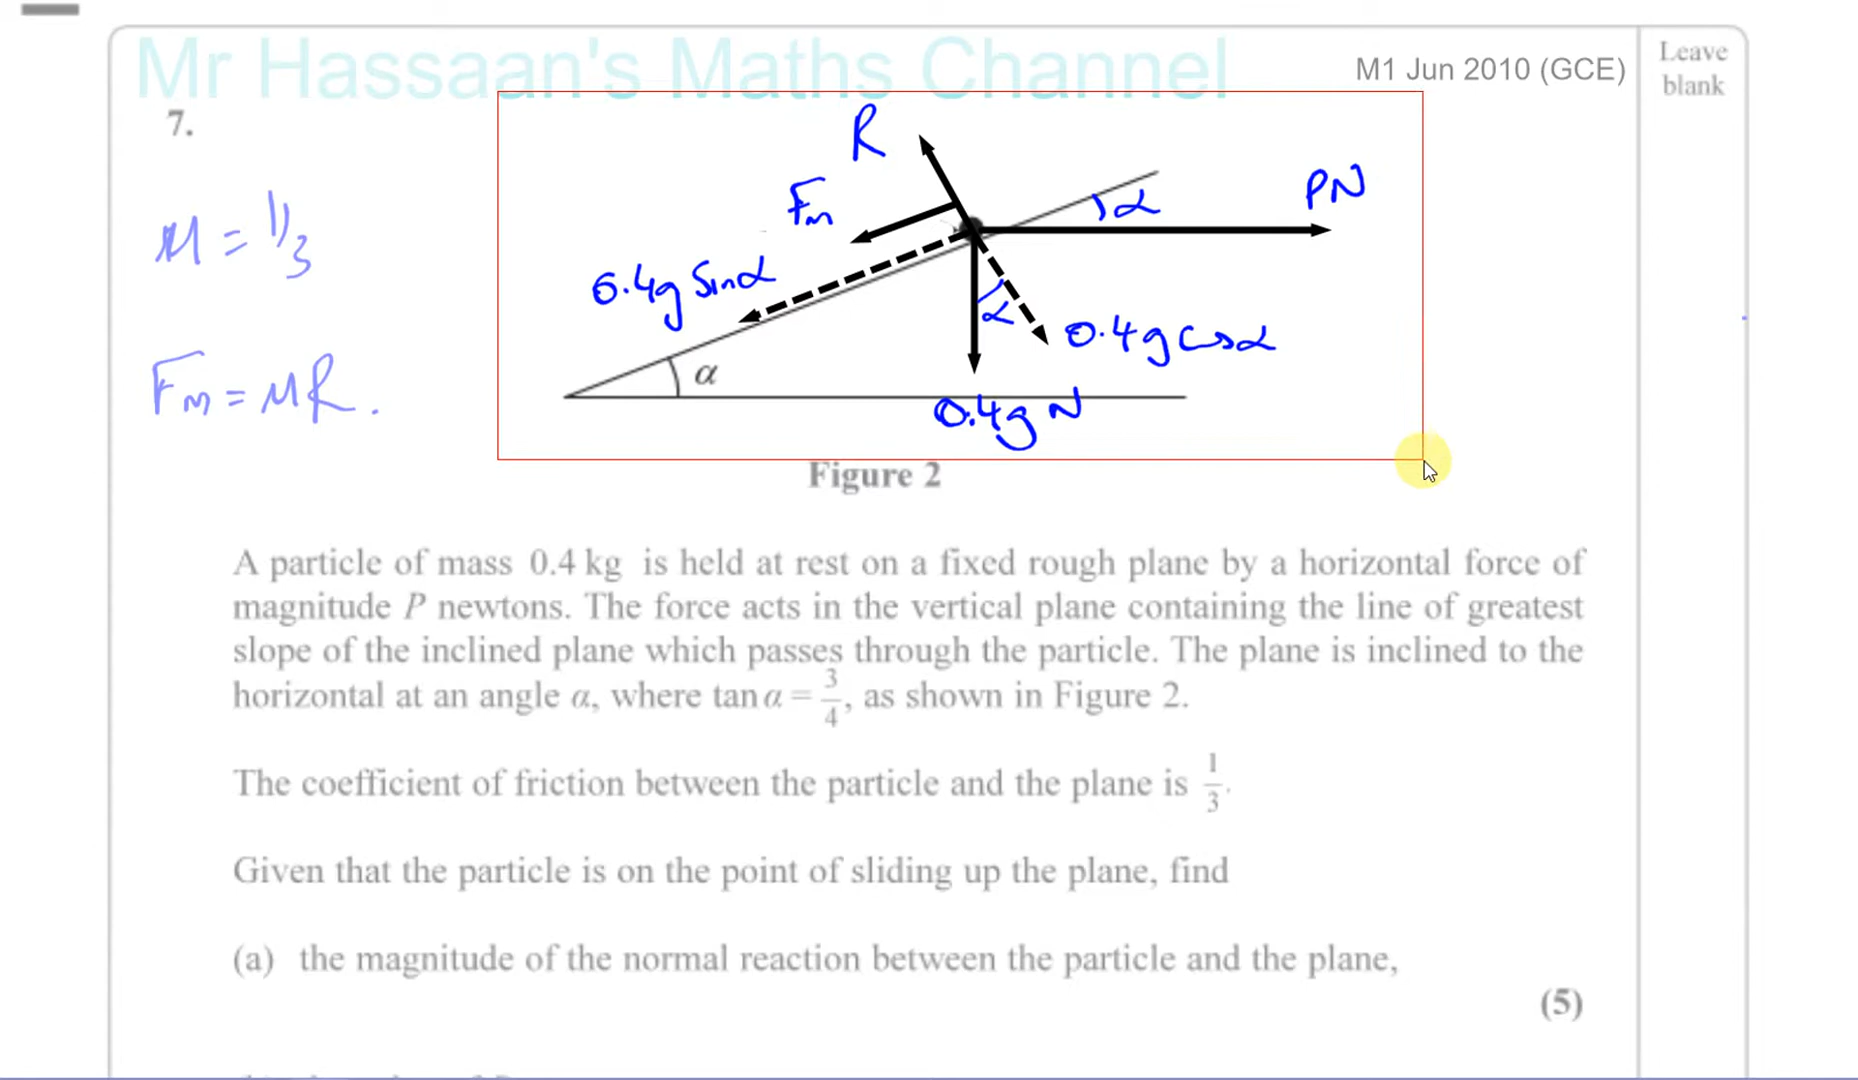 Mr Hassaan's Maths Channel
M1 Jun 2010 (GCE)
Leave
blank
7.
R
Fm
PN
α
M = 1/3
0.4g Sinα
α
0.4g cosα
α
Fm = MR.
0.4g N
Figure 2
A particle of mass 0.4 kg is held at rest on a fixed rough plane by a horizontal force of
magnitude P newtons. The force acts in the vertical plane containing the line of greatest
slope of the inclined plane which passes through the particle. The plane is inclined to the
horizontal at an angle α, where tan α = 3/4, as shown in Figure 2.
The coefficient of friction between the particle and the plane is 1/3.
Given that the particle is on the point of sliding up the plane, find
(a) the magnitude of the normal reaction between the particle and the plane,
(5)